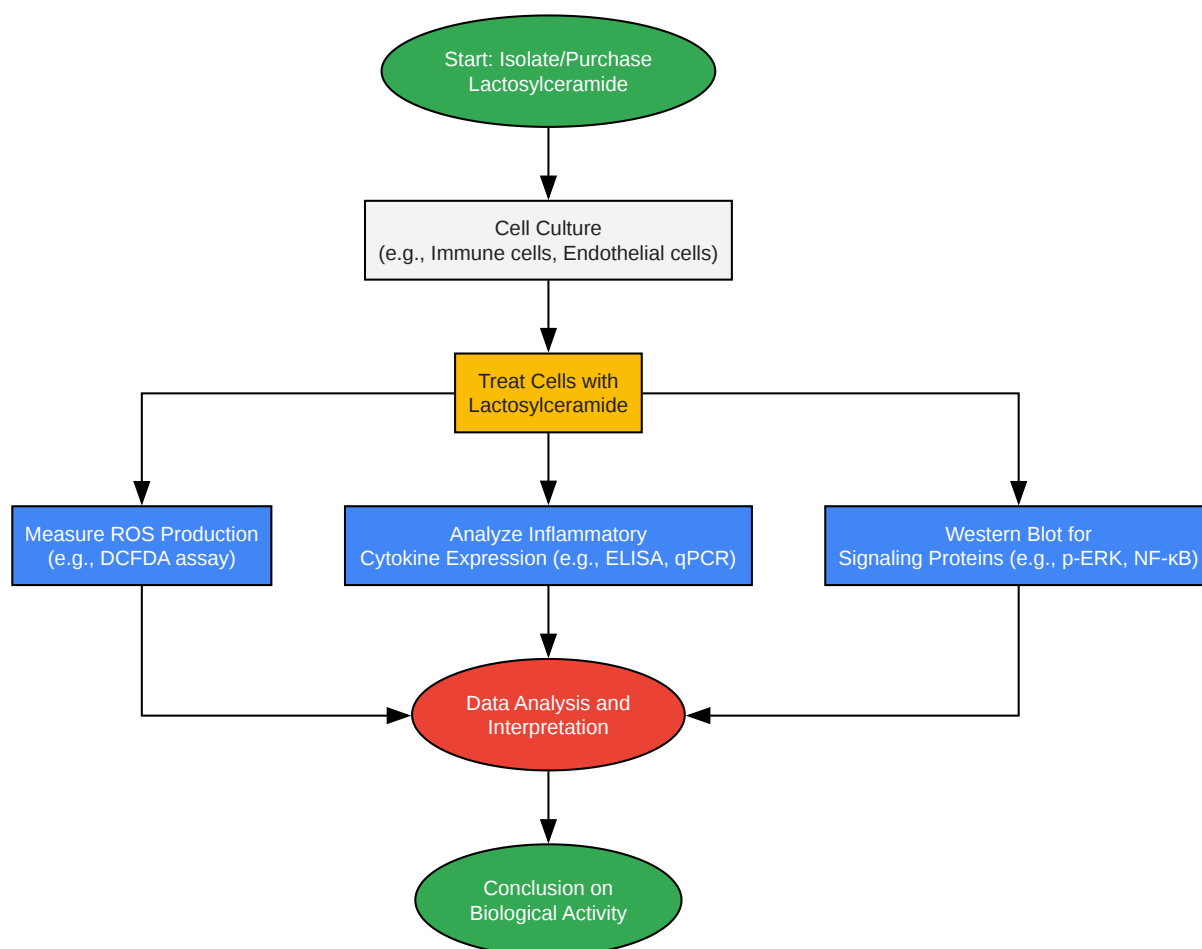 Start: Isolate/Purchase
Lactosylceramide
Cell Culture
(e.g., Immune cells, Endothelial cells)
Treat Cells with
Lactosylceramide
Measure ROS Production
(e.g., DCFDA assay)
Analyze Inflammatory
Cytokine Expression (e.g., ELISA, qPCR)
Western Blot for
Signaling Proteins (e.g., p-ERK, NF-κB)
Data Analysis and
Interpretation
Conclusion on
Biological Activity